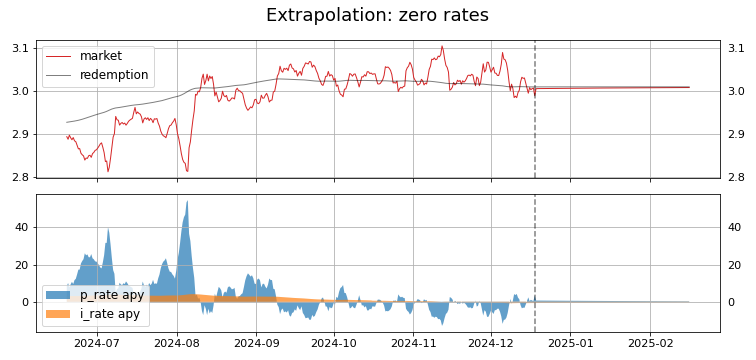 Extrapolation: zero rates
3.1
3.1
market
redemption
3.0
3.0
2.9
2.9
2.8
2.8
40
40
20
20
p_rate apy
0
0
i_rate apy
2024-07 2024-08 2024-09 2024-10 2024-11 2024-12 2025-01 2025-02